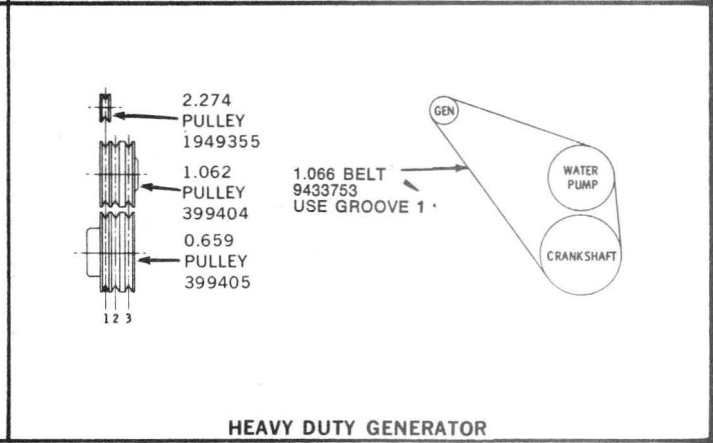 2.274
PULLEY
1949355
1.062
PULLEY
399404
0.659
PULLEY
399405
1 2 3
1.066 BELT
9433753
USE GROOVE 1
GEN
WATER
PUMP
CRANKSHAFT
HEAVY DUTY GENERATOR